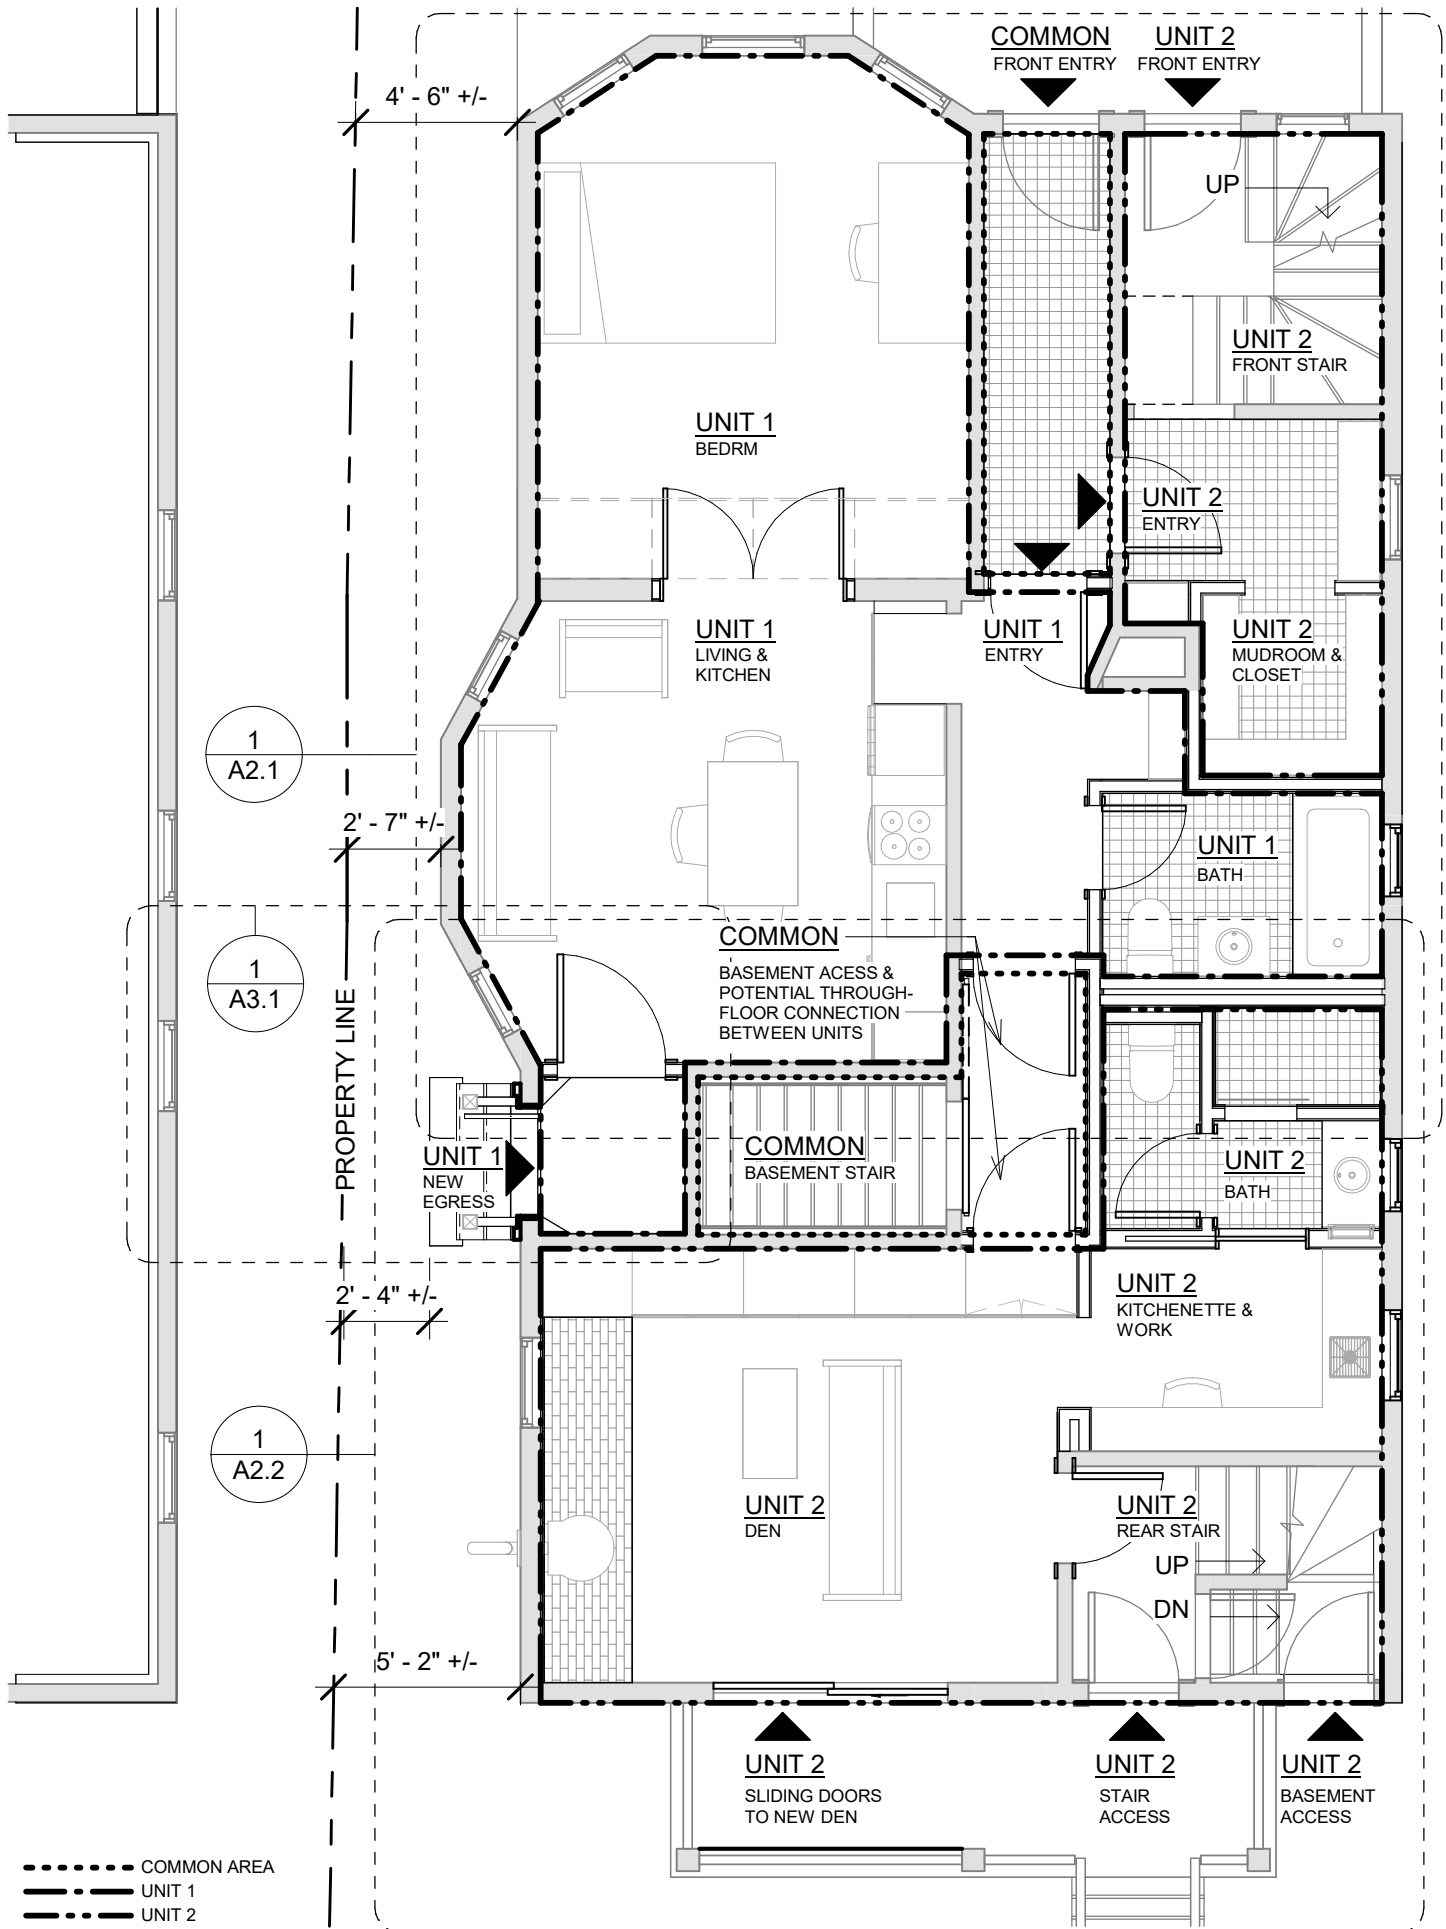 COMMON
FRONT ENTRY
UNIT 2
FRONT ENTRY
4' - 6" +/-
UP
UNIT 2
FRONT STAIR
UNIT 1
BEDRM
UNIT 2
ENTRY
UNIT 1
LIVING &
KITCHEN
UNIT 1
ENTRY
UNIT 2
MUDROOM &
CLOSET
1
A2.1
2' - 7" +/-
UNIT 1
BATH
COMMON
BASEMENT ACESS &
POTENTIAL THROUGH-
FLOOR CONNECTION
BETWEEN UNITS
1
A3.1
PROPERTY LINE
UNIT 1
NEW
EGRESS
COMMON
BASEMENT STAIR
UNIT 2
BATH
2' - 4" +/-
UNIT 2
KITCHENETTE &
WORK
1
A2.2
UNIT 2
DEN
UNIT 2
REAR STAIR
UP
DN
5' - 2" +/-
UNIT 2
SLIDING DOORS
TO NEW DEN
UNIT 2
STAIR
ACCESS
UNIT 2
BASEMENT
ACCESS
COMMON AREA
UNIT 1
UNIT 2